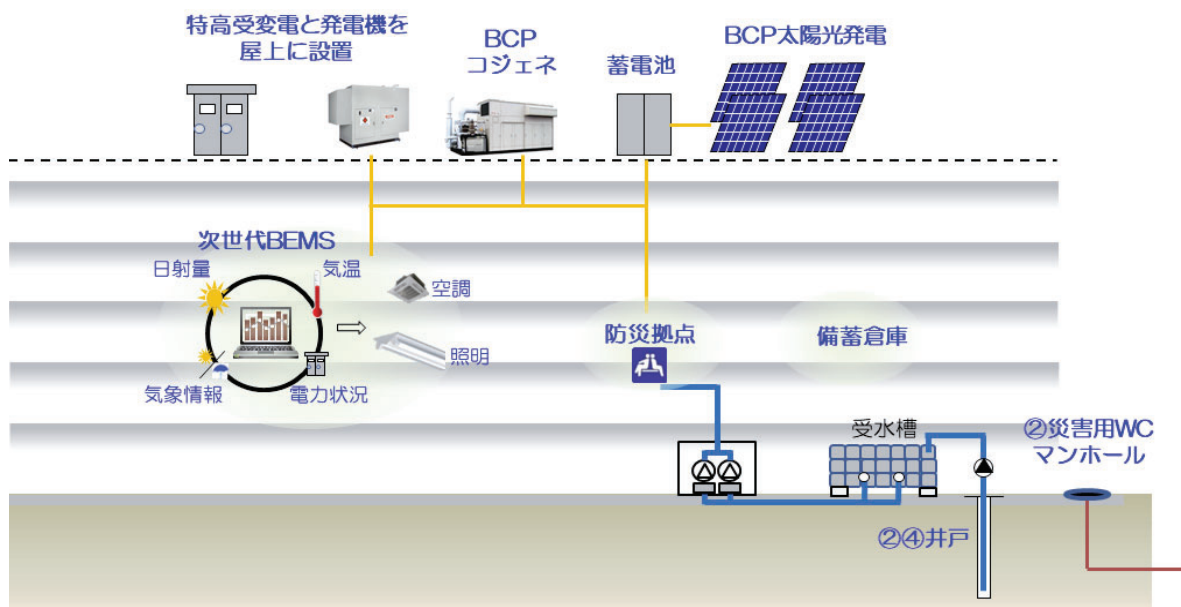 特高受変電と発電機を
屋上に設置
BCP
コジェネ
蓄電池
BCP太陽光発電
次世代BEMS
日射量
気温
空調
照明
気象情報
電力状況
防災拠点
備蓄倉庫
受水槽
②災害用WC
マンホール
②④井戸